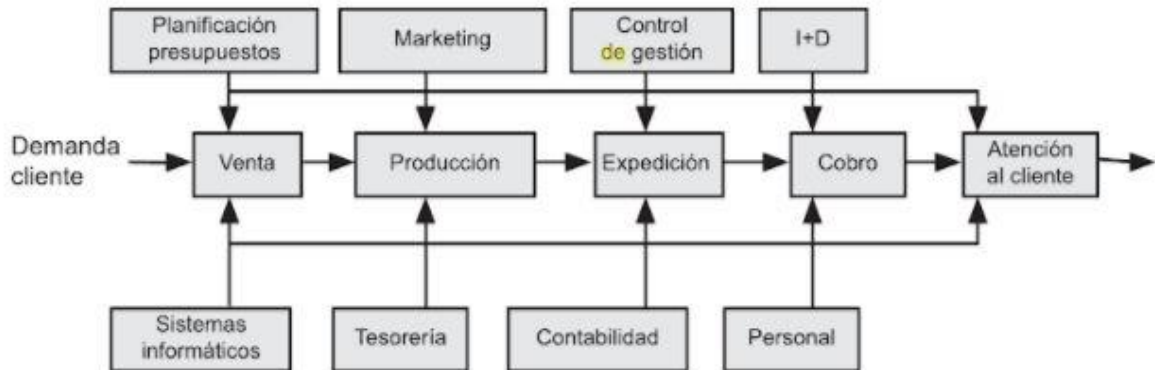 Planificación
presupuestos
Marketing
Control
de gestión
I+D
Demanda
cliente
Venta
Producción
Expedición
Cobro
Atención
al cliente
Sistemas
informáticos
Tesorería
Contabilidad
Personal